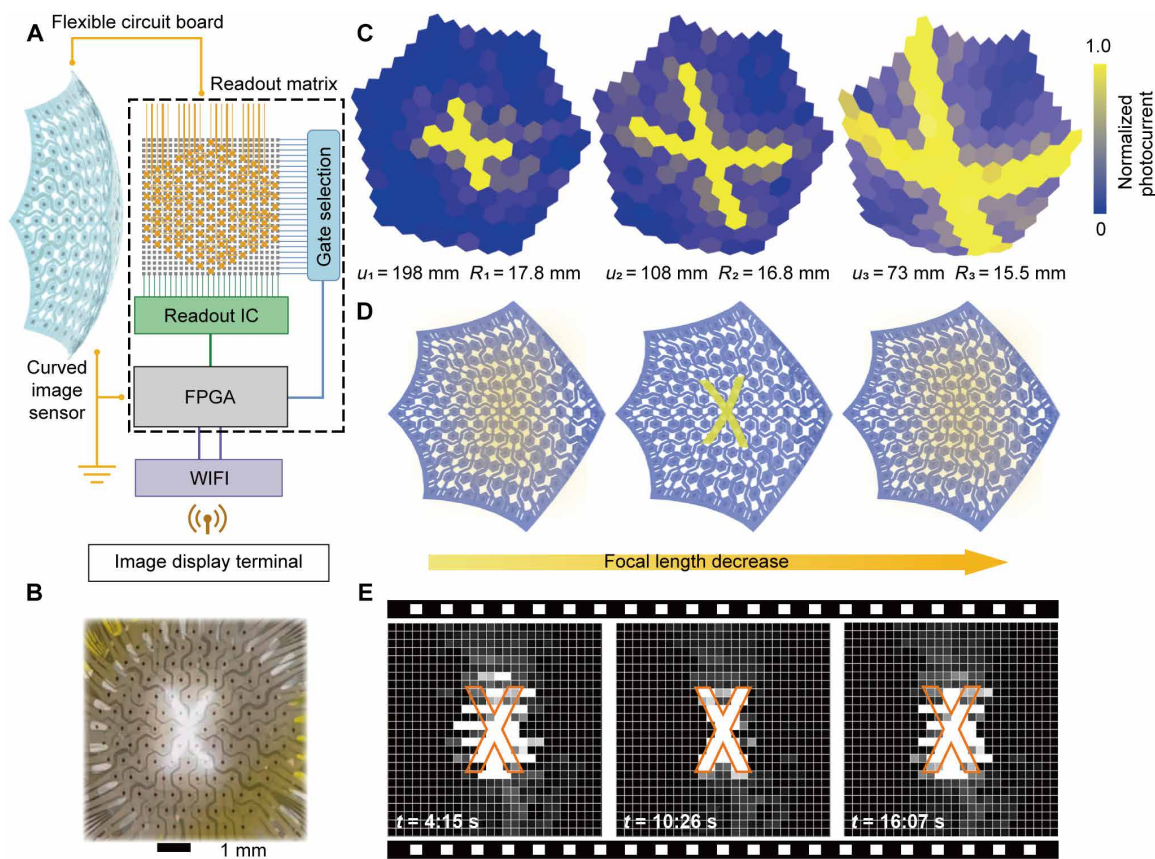 A
Flexible circuit board
Readout matrix
Gate selection
Readout IC
Curved
image
sensor
FPGA
WIFI
Image display terminal
B
1 mm
C
1.0
Normalized
photocurrent
0
u₁ = 198 mm R₁ = 17.8 mm
u₂ = 108 mm R₂ = 16.8 mm
u₃ = 73 mm R₃ = 15.5 mm
D
Focal length decrease
E
t = 4:15 s
t = 10:26 s
t = 16:07 s